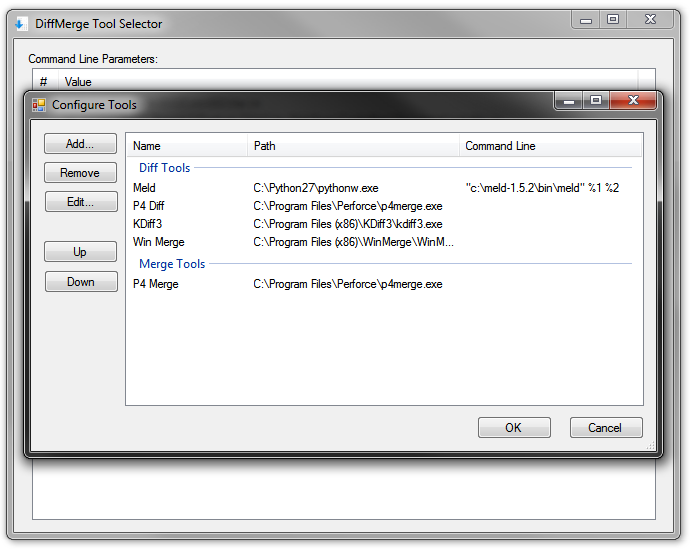 DiffMerge Tool Selector
Command Line Parameters:
# Value
Configure Tools
Add...
Remove
Edit...
Up
Down
Name Path Command Line
Diff Tools
Meld C:\Python27\pythonw.exe "c:\meld-1.5.2\bin\meld" %1 %2
P4 Diff C:\Program Files\Perforce\p4merge.exe
KDiff3 C:\Program Files (x86)\KDiff3\kdiff3.exe
Win Merge C:\Program Files (x86)\WinMerge\WinM...
Merge Tools
P4 Merge C:\Program Files\Perforce\p4merge.exe
OK Cancel